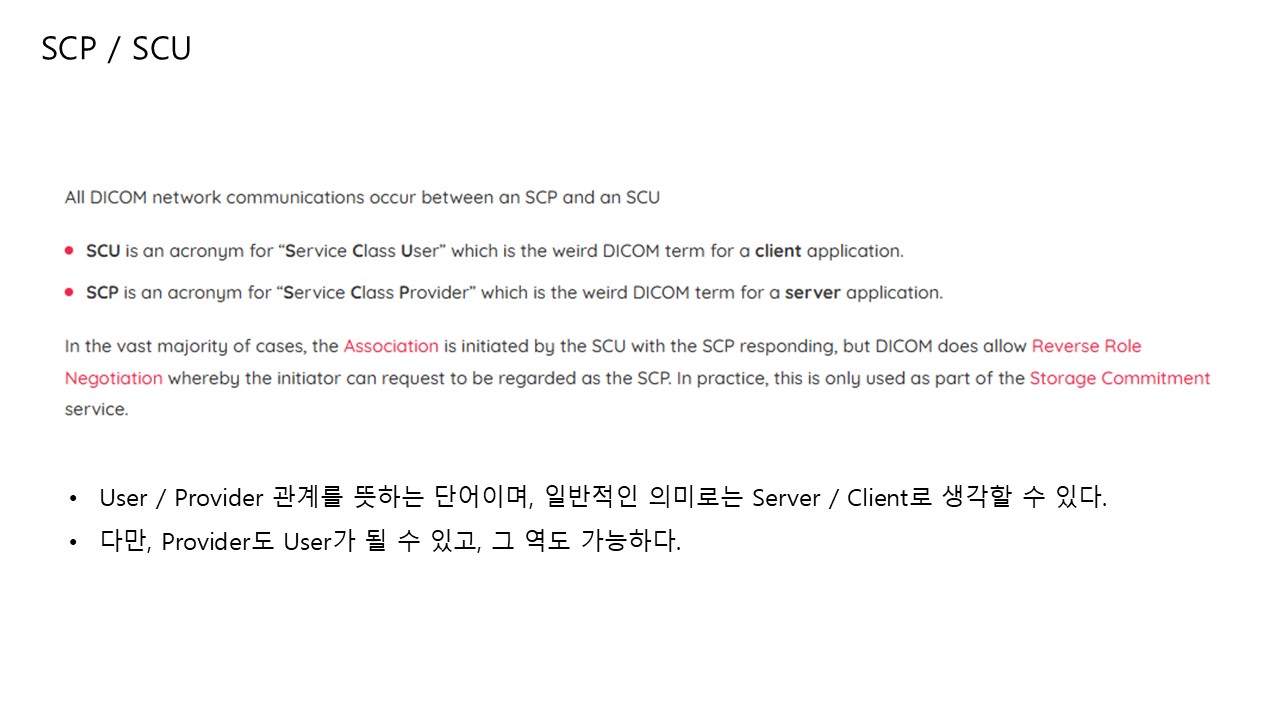 SCP / SCU
All DICOM network communications occur between an SCP and an SCU
• SCU is an acronym for “Service Class User” which is the weird DICOM term for a client application.
• SCP is an acronym for “Service Class Provider” which is the weird DICOM term for a server application.
In the vast majority of cases, the Association is initiated by the SCU with the SCP responding, but DICOM does allow Reverse Role
Negotiation whereby the initiator can request to be regarded as the SCP. In practice, this is only used as part of the Storage Commitment
service.
• User / Provider 관계를 뜻하는 단어이며, 일반적인 의미로는 Server / Client로 생각할 수 있다.
• 다만, Provider도 User가 될 수 있고, 그 역도 가능하다.